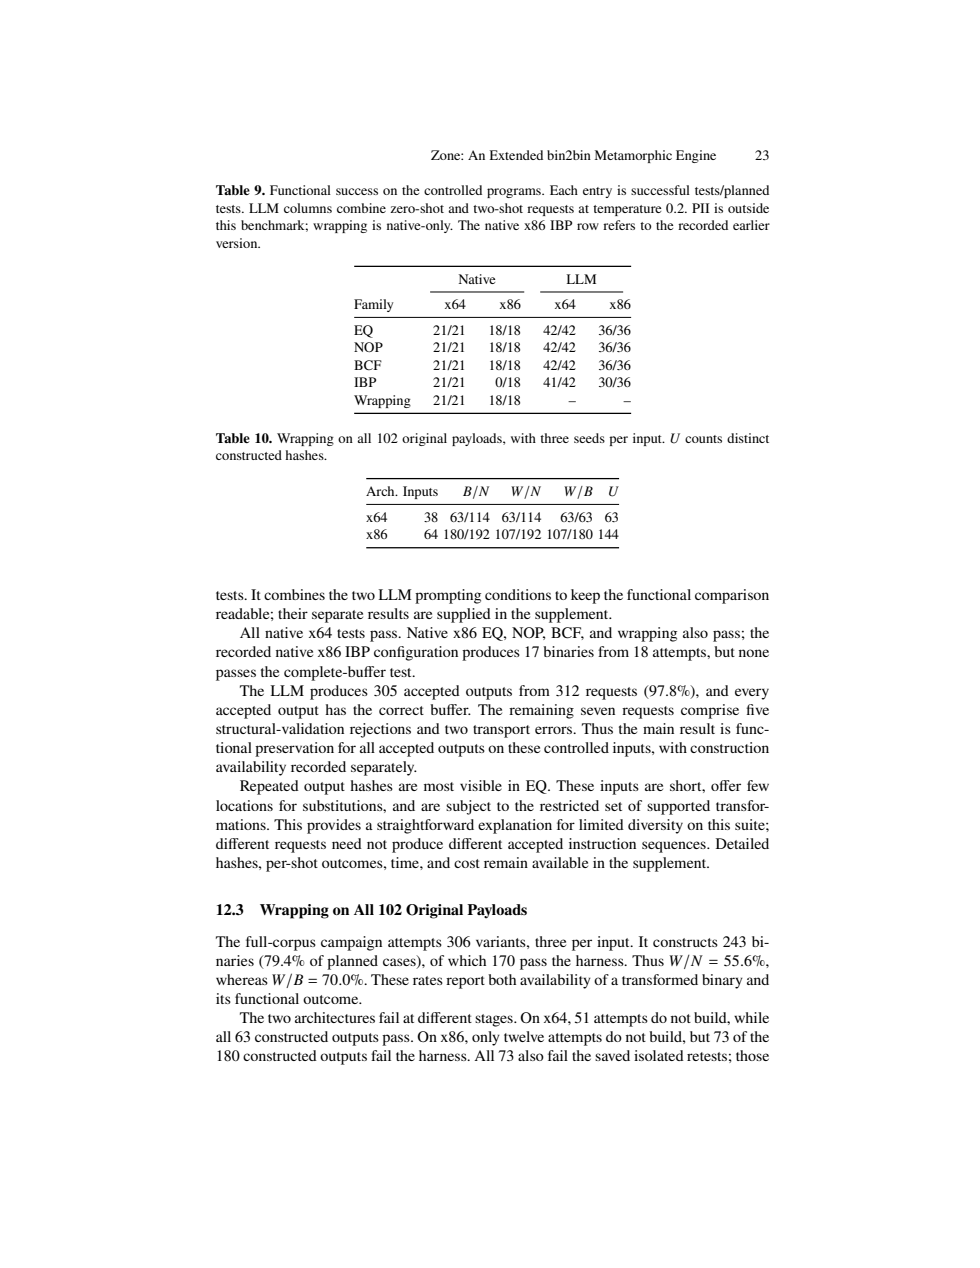 Zone: An Extended bin2bin Metamorphic Engine 23
Table 9. Functional success on the controlled programs. Each entry is successful tests/planned
tests. LLM columns combine zero-shot and two-shot requests at temperature 0.2. PII is outside
this benchmark; wrapping is native-only. The native x86 IBP row refers to the recorded earlier
version.
Native LLM
Family x64 x86 x64 x86
EQ 21/21 18/18 42/42 36/36
NOP 21/21 18/18 42/42 36/36
BCF 21/21 18/18 42/42 36/36
IBP 21/21 0/18 41/42 30/36
Wrapping 21/21 18/18 – –
Table 10. Wrapping on all 102 original payloads, with three seeds per input. U counts distinct
constructed hashes.
Arch. Inputs B/N W/N W/B U
x64 38 63/114 63/114 63/63 63
x86 64 180/192 107/192 107/180 144
tests. It combines the two LLM prompting conditions to keep the functional comparison
readable; their separate results are supplied in the supplement.
All native x64 tests pass. Native x86 EQ, NOP, BCF, and wrapping also pass; the
recorded native x86 IBP configuration produces 17 binaries from 18 attempts, but none
passes the complete-buffer test.
The LLM produces 305 accepted outputs from 312 requests (97.8%), and every
accepted output has the correct buffer. The remaining seven requests comprise five
structural-validation rejections and two transport errors. Thus the main result is func-
tional preservation for all accepted outputs on these controlled inputs, with construction
availability recorded separately.
Repeated output hashes are most visible in EQ. These inputs are short, offer few
locations for substitutions, and are subject to the restricted set of supported transfor-
mations. This provides a straightforward explanation for limited diversity on this suite;
different requests need not produce different accepted instruction sequences. Detailed
hashes, per-shot outcomes, time, and cost remain available in the supplement.
12.3 Wrapping on All 102 Original Payloads
The full-corpus campaign attempts 306 variants, three per input. It constructs 243 bi-
naries (79.4% of planned cases), of which 170 pass the harness. Thus W/N = 55.6%,
whereas W/B = 70.0%. These rates report both availability of a transformed binary and
its functional outcome.
The two architectures fail at different stages. On x64, 51 attempts do not build, while
all 63 constructed outputs pass. On x86, only twelve attempts do not build, but 73 of the
180 constructed outputs fail the harness. All 73 also fail the saved isolated retests; those